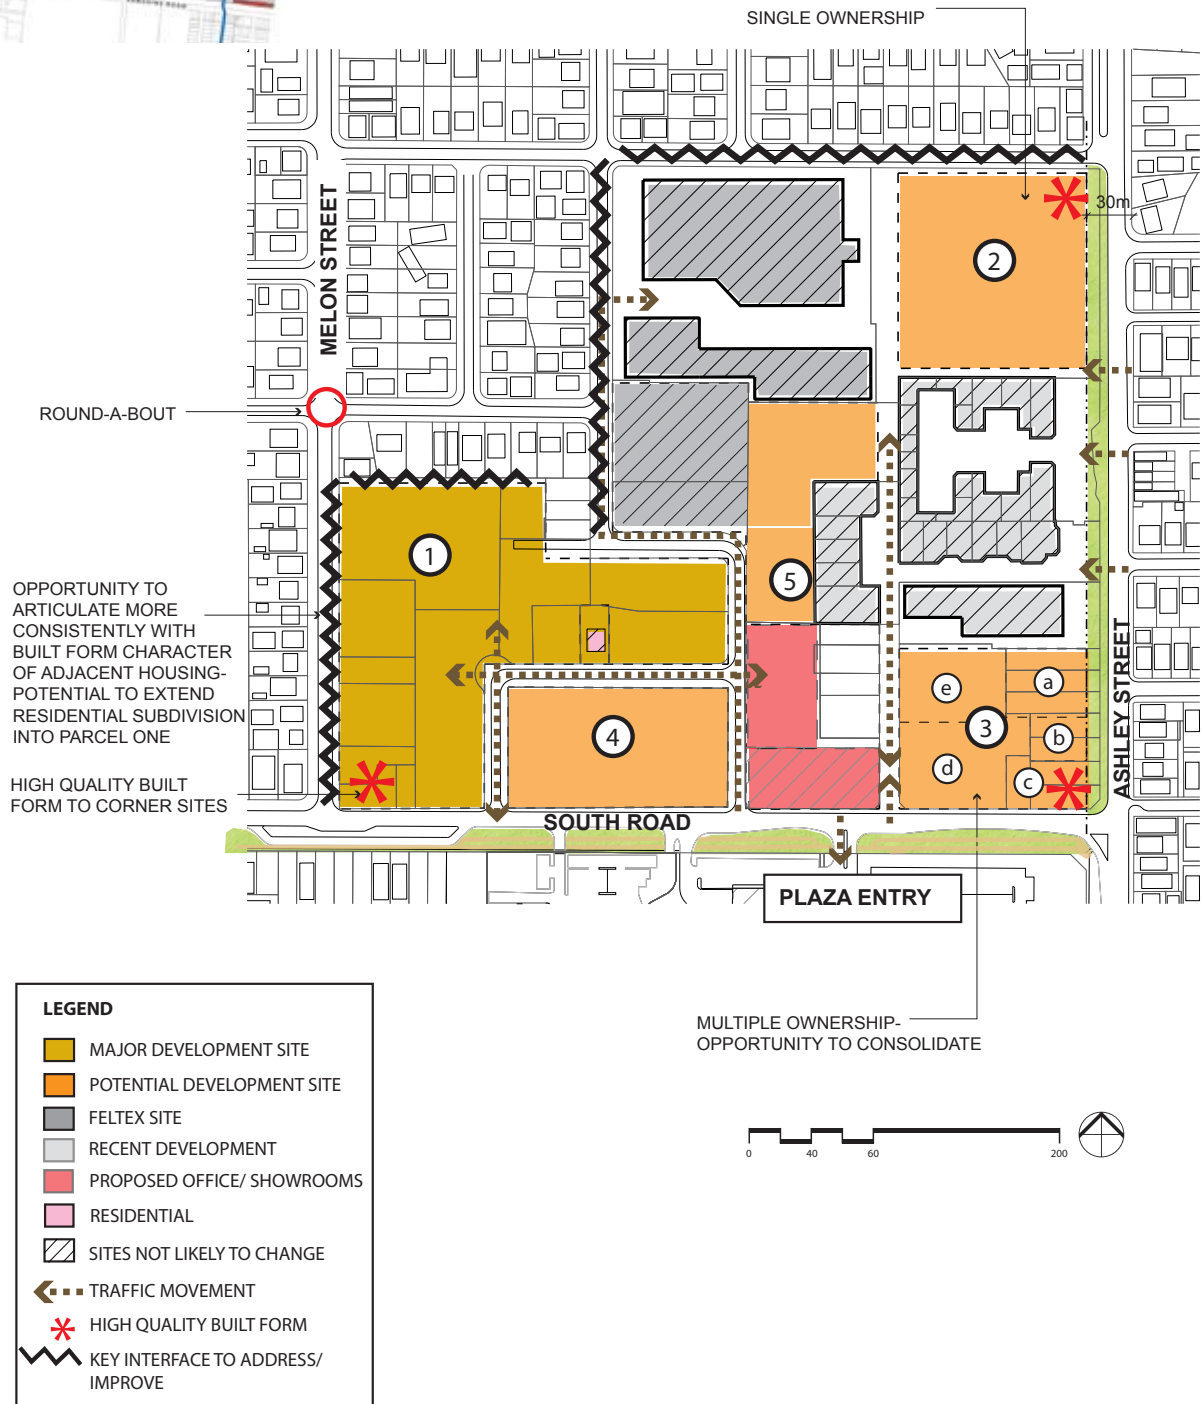 SINGLE OWNERSHIP
30m
MELON STREET
2
ROUND-A-BOUT
1
5
OPPORTUNITY TO
ARTICULATE MORE
CONSISTENTLY WITH
BUILT FORM CHARACTER
OF ADJACENT HOUSING-
POTENTIAL TO EXTEND
RESIDENTIAL SUBDIVISION
INTO PARCEL ONE
ASHLEY STREET
e
a
3
4
b
d
c
HIGH QUALITY BUILT
FORM TO CORNER SITES
SOUTH ROAD
PLAZA ENTRY
MULTIPLE OWNERSHIP-
OPPORTUNITY TO CONSOLIDATE
LEGEND
MAJOR DEVELOPMENT SITE
POTENTIAL DEVELOPMENT SITE
FELTEX SITE
RECENT DEVELOPMENT
PROPOSED OFFICE/ SHOWROOMS
RESIDENTIAL
SITES NOT LIKELY TO CHANGE
TRAFFIC MOVEMENT
HIGH QUALITY BUILT FORM
KEY INTERFACE TO ADDRESS/
IMPROVE
0 40 60 200